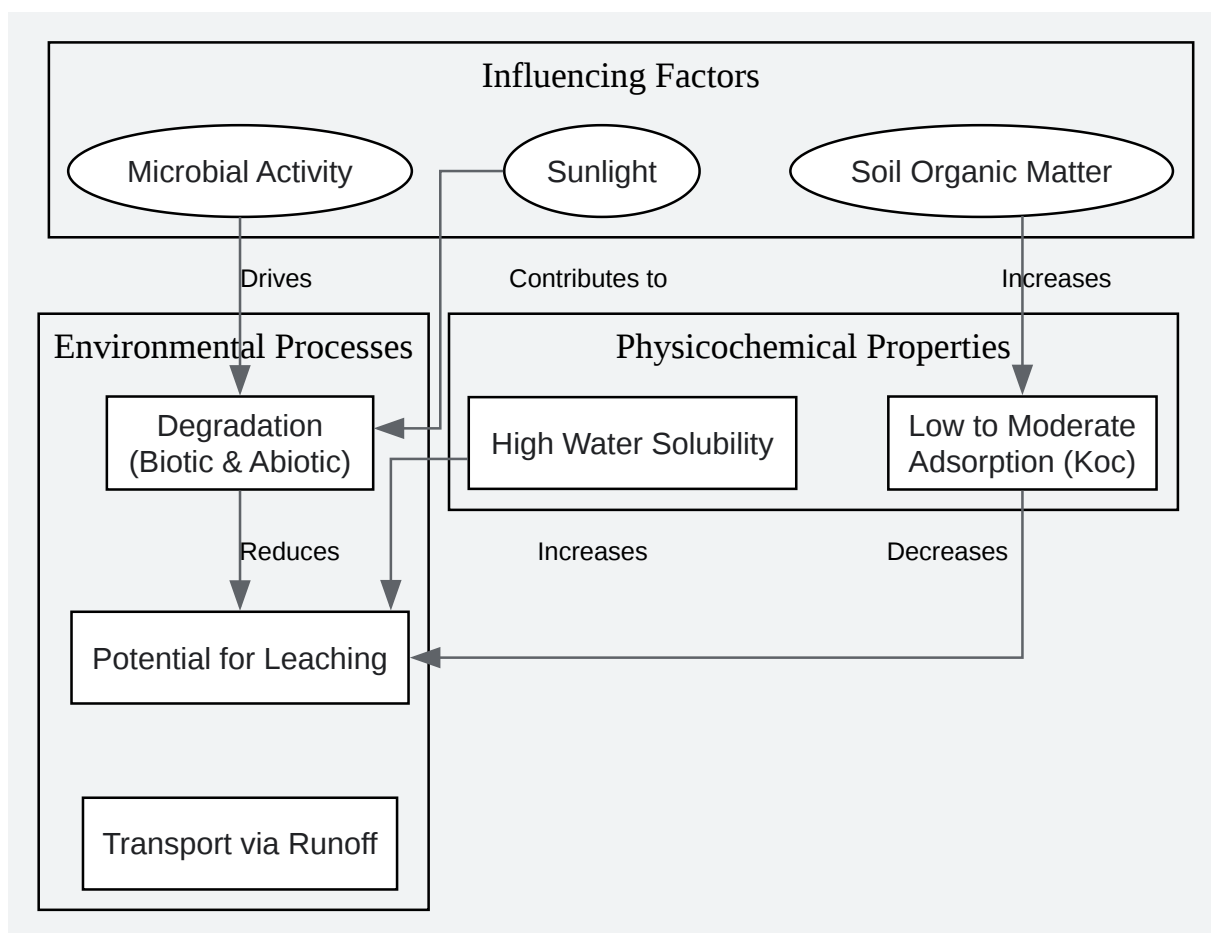 Influencing Factors
Microbial Activity
Sunlight
Soil Organic Matter
Drives
Contributes to
Increases
Environmental Processes
Physicochemical Properties
Degradation
(Biotic & Abiotic)
High Water Solubility
Low to Moderate
Adsorption (Koc)
Reduces
Increases
Decreases
Potential for Leaching
Transport via Runoff